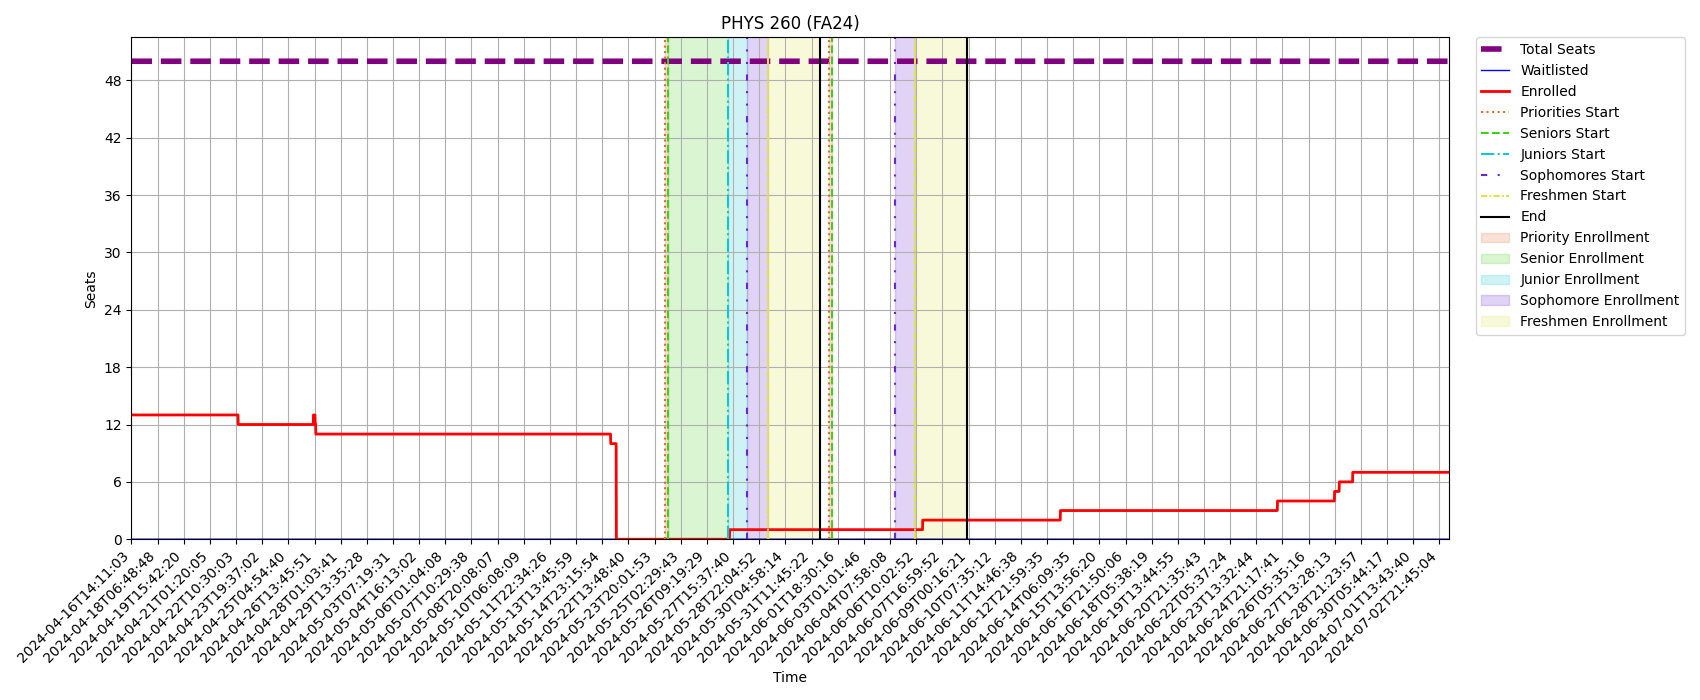 PHYS 260 (FA24)
Total Seats
Waitlisted
Enrolled
Priorities Start
Seniors Start
Juniors Start
Sophomores Start
Freshmen Start
End
Priority Enrollment
Senior Enrollment
Junior Enrollment
Sophomore Enrollment
Freshmen Enrollment
Seats
48
42
36
30
24
18
12
6
0
2024-04-16T14:11:03
2024-04-18T06:48:48
2024-04-19T15:42:20
2024-04-21T01:20:05
2024-04-22T10:30:03
2024-04-23T19:37:02
2024-04-25T04:54:40
2024-04-26T13:45:51
2024-04-28T01:03:41
2024-04-29T13:35:28
2024-05-03T07:19:31
2024-05-04T16:13:02
2024-05-06T01:04:08
2024-05-07T10:29:38
2024-05-08T20:08:07
2024-05-10T06:08:09
2024-05-11T22:34:26
2024-05-13T13:45:59
2024-05-14T23:15:54
2024-05-22T13:48:40
2024-05-23T20:01:53
2024-05-25T02:29:43
2024-05-26T09:19:29
2024-05-27T15:37:40
2024-05-28T22:04:52
2024-05-30T04:58:14
2024-05-31T11:45:22
2024-06-01T18:30:16
2024-06-03T01:01:46
2024-06-04T07:58:08
2024-06-06T01:02:52
2024-06-07T16:59:52
2024-06-09T00:16:21
2024-06-10T07:35:12
2024-06-11T14:46:38
2024-06-12T21:59:35
2024-06-14T06:09:35
2024-06-15T13:56:20
2024-06-16T21:50:06
2024-06-18T05:38:19
2024-06-19T13:44:55
2024-06-20T21:35:43
2024-06-22T05:37:24
2024-06-23T13:32:44
2024-06-24T21:17:41
2024-06-26T05:35:16
2024-06-27T13:28:13
2024-06-28T21:23:57
2024-06-30T05:44:17
2024-07-01T13:43:40
2024-07-02T21:45:04
Time